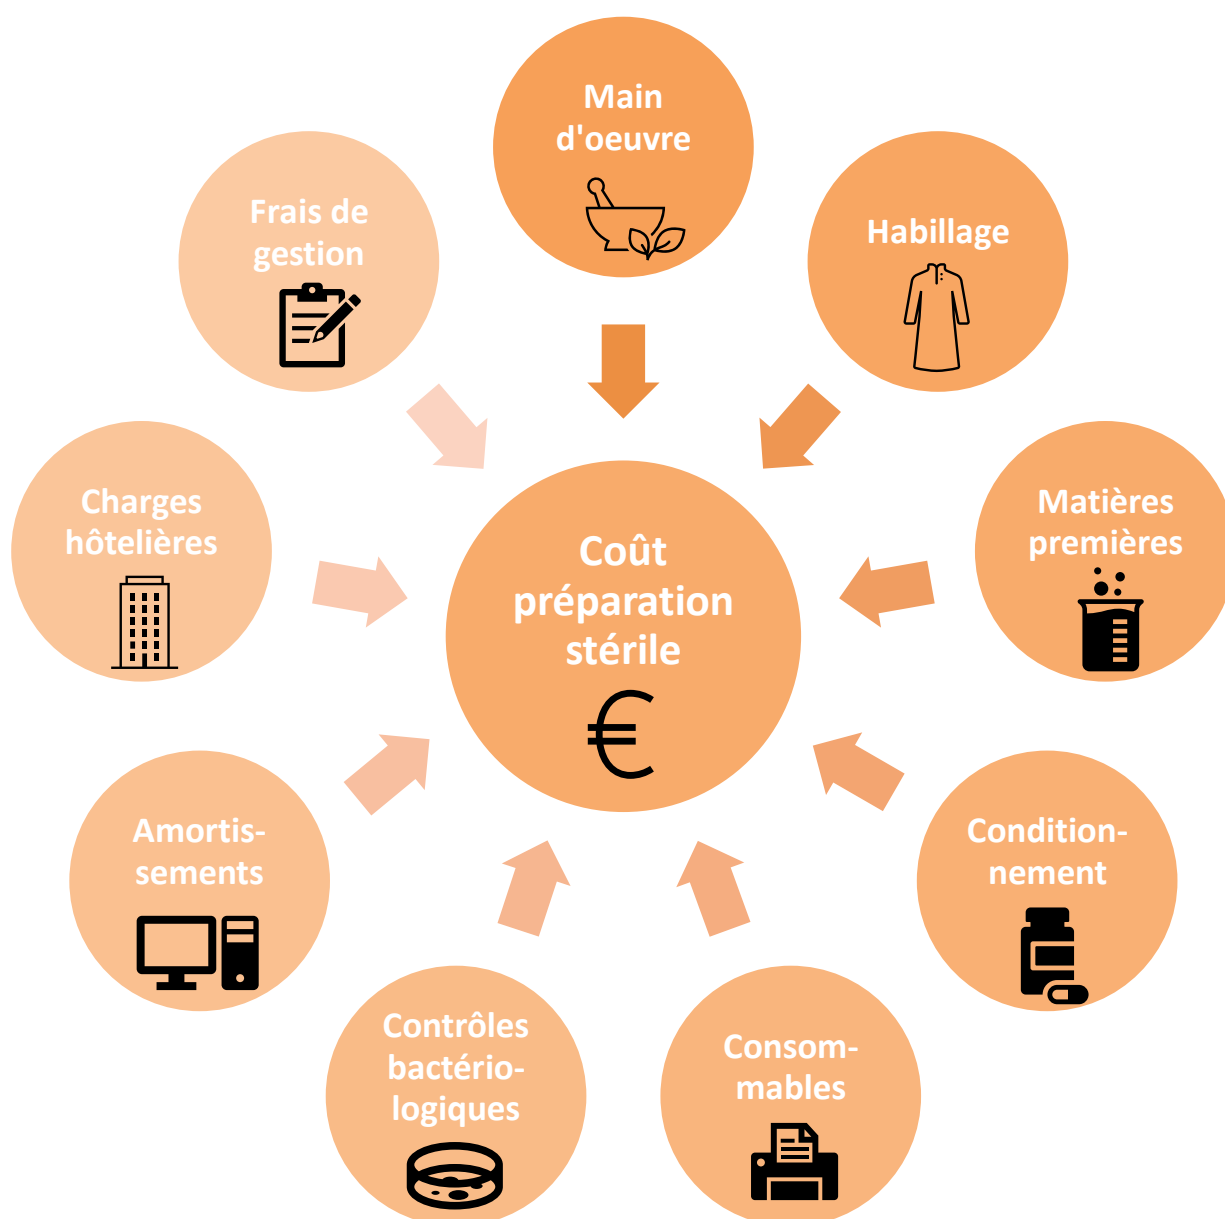 Main
d'oeuvre
Habillage
Matières
premières
Condition-
nement
Consom-
mables
Contrôles
bactério-
logiques
Amortis-
sements
Charges
hôtelières
Frais de
gestion
Coût
préparation
stérile
€